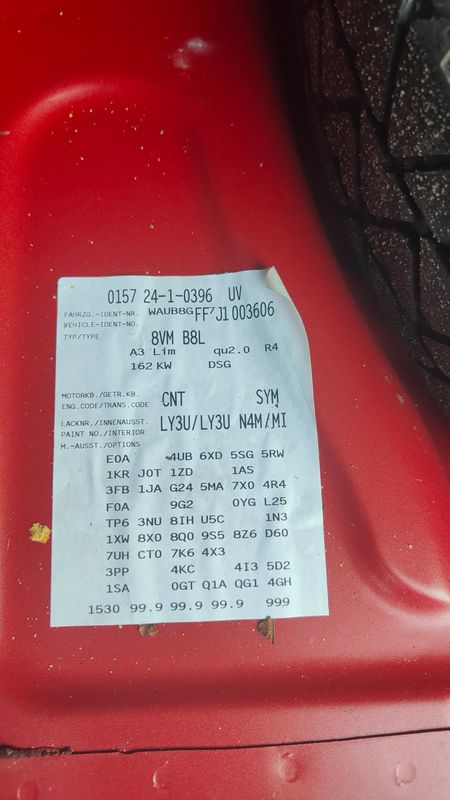 0157 24-1-0396 UV
FAHRZG.-IDENT-NR. WAUB8GFF7J1003606
VEHICLE-IDENT-NO.
TYP/TYPE 8VM B8L
A3 Lim qu2.0 R4
162 KW DSG
MOTORKB./GETR.KB. CNT SYM
ENG.CODE/TRANS.CODE
LACKNR./INNENAUSST. LY3U/LY3U N4M/MI
PAINT NO./INTERIOR
M.-AUSST./OPTIONS
E0A 4UB 6XD 5SG 5RW
1KR J0T 1ZD 1AS
3FB 1JA G24 5MA 7X0 4R4
F0A 9G2 0YG L25
TP6 3NU 8IH U5C 1N3
1XW 8X0 8Q0 9S5 8Z6 D60
7UH CT0 7K6 4X3
3PP 4KC 4I3 5D2
1SA 0GT Q1A QG1 4GH
1530 99.9 99.9 99.9 999